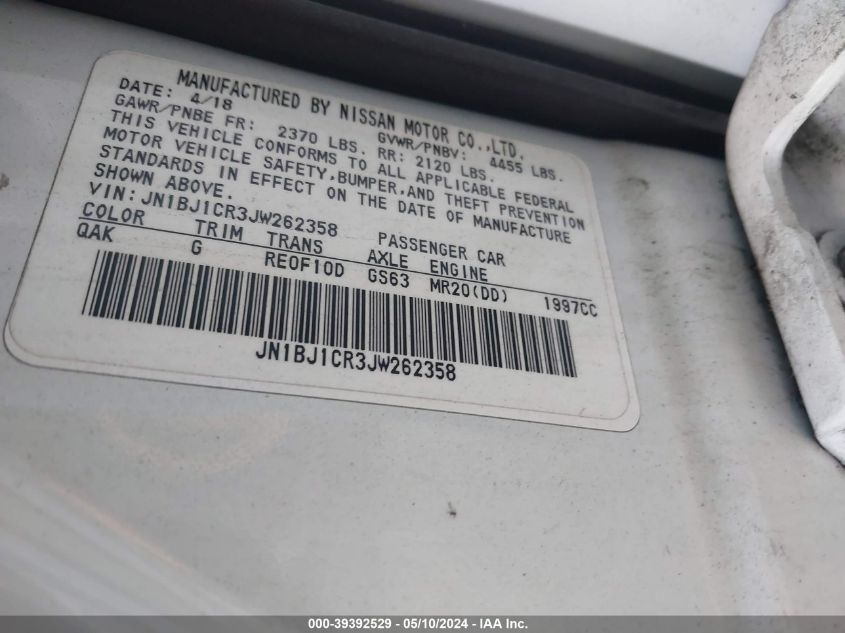 MANUFACTURED BY NISSAN MOTOR CO.,LTD.
DATE: 4/18 GVWR/PNBV: 4455 LBS.
GAWR/PNBE FR: 2370 LBS. RR: 2120 LBS.
THIS VEHICLE CONFORMS TO ALL APPLICABLE FEDERAL
MOTOR VEHICLE SAFETY,BUMPER,AND THEFT PREVENTION
STANDARDS IN EFFECT ON THE DATE OF MANUFACTURE
SHOWN ABOVE.
VIN: JN1BJ1CR3JW262358 PASSENGER CAR
COLOR TRIM TRANS AXLE ENGINE
QAK G RE0F10D GS63 MR20(DD) 1997CC
JN1BJ1CR3JW262358
000-39392529 - 05/10/2024 - IAA Inc.